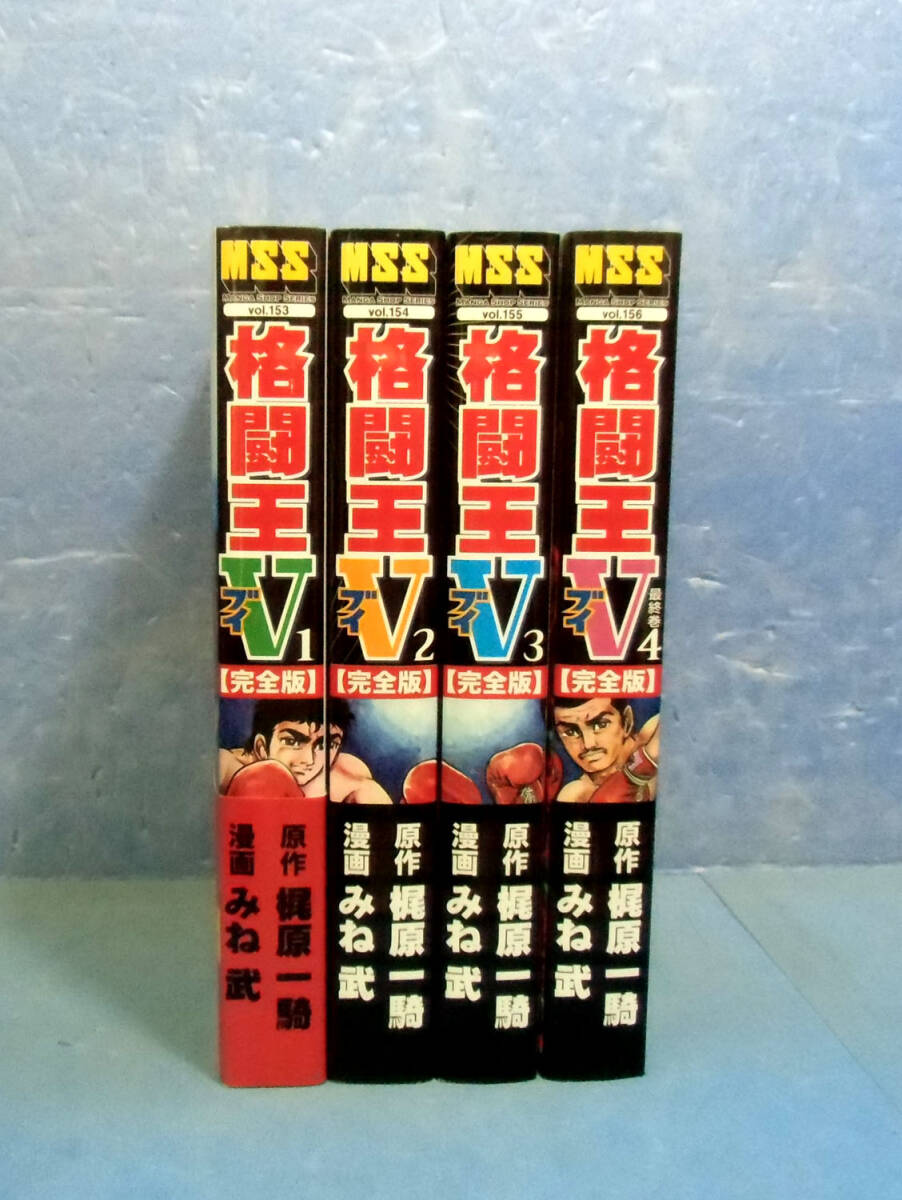 MSS
MANGA SHOP SERIES
vol.153
格闘王V
ブイ
1
【完全版】
原作 梶原一騎
漫画 みね武
MSS
MANGA SHOP SERIES
vol.154
格闘王V
ブイ
2
【完全版】
原作 梶原一騎
漫画 みね武
MSS
MANGA SHOP SERIES
vol.155
格闘王V
ブイ
3
【完全版】
原作 梶原一騎
漫画 みね武
MSS
MANGA SHOP SERIES
vol.156
格闘王V
ブイ
最終巻
4
【完全版】
原作 梶原一騎
漫画 みね武